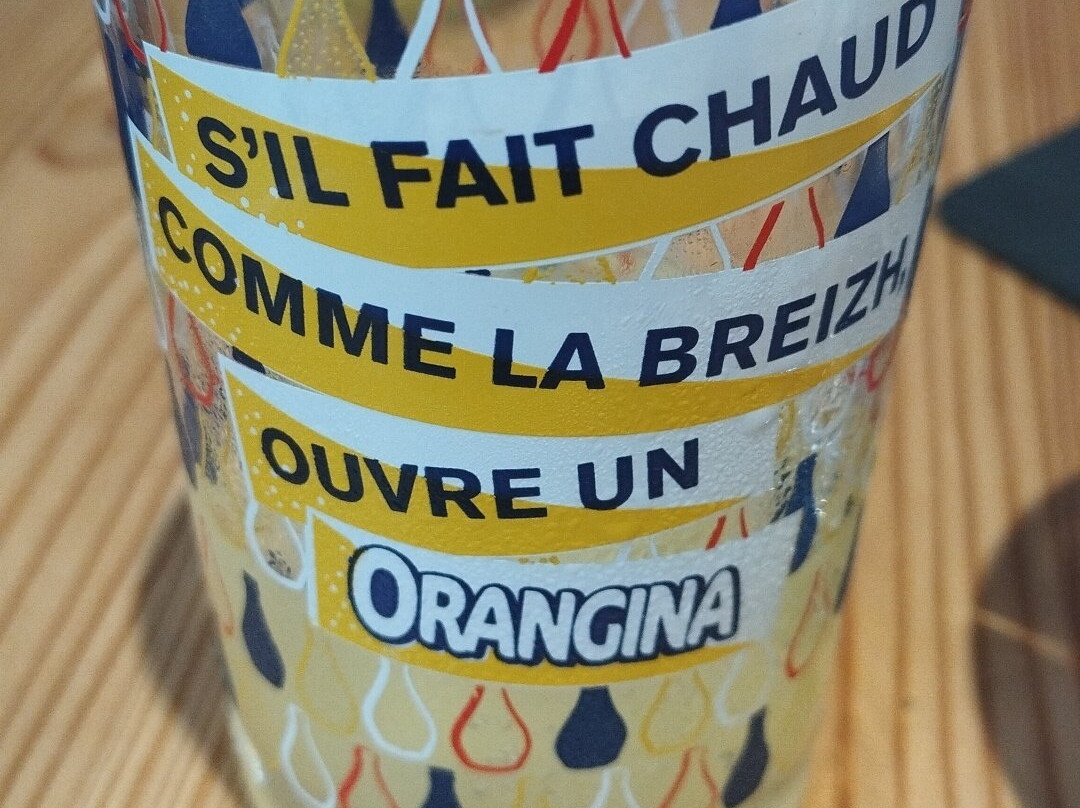 S'IL FAIT CHAUD
COMME LA BREIZH,
OUVRE UN
ORANGINA